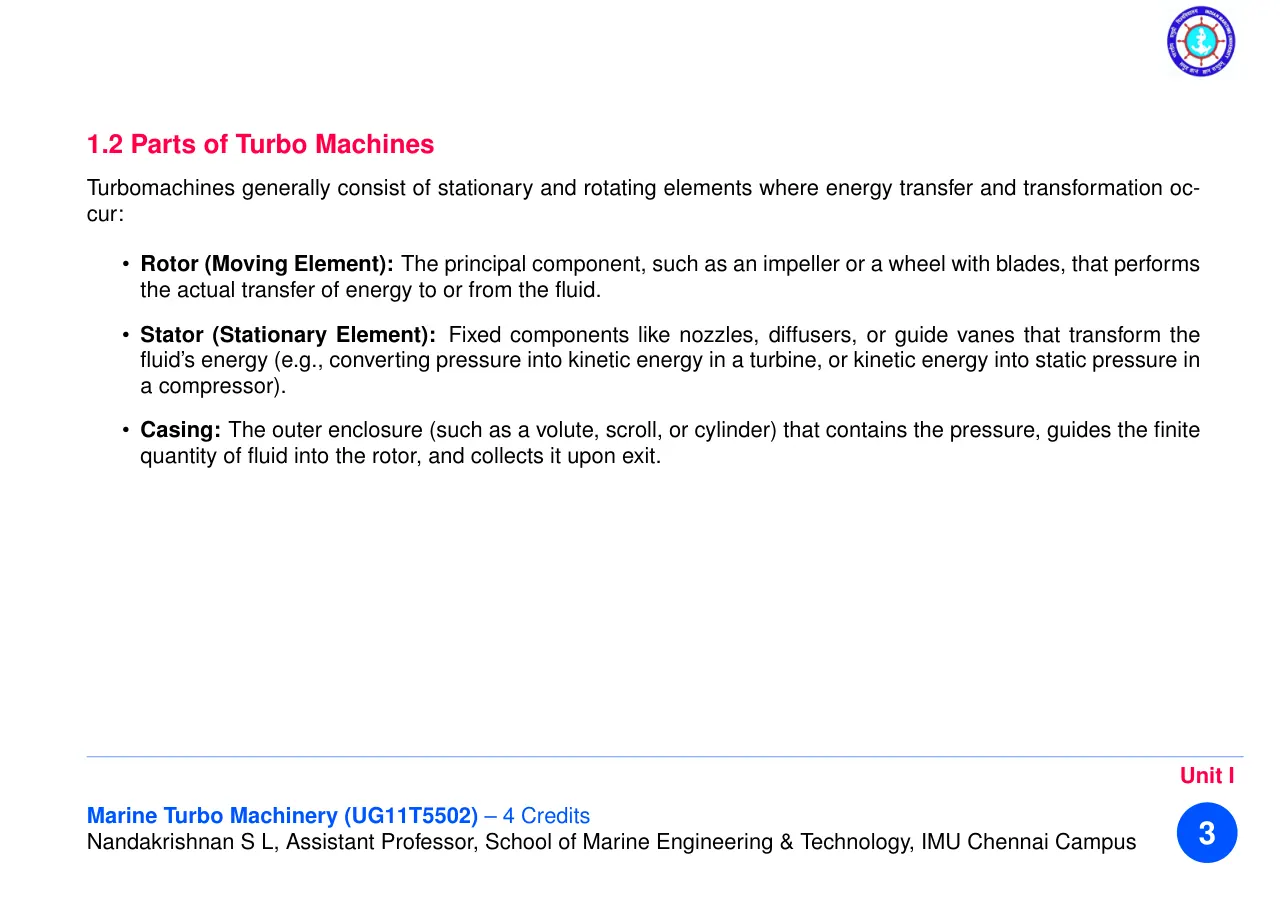 1.2 Parts of Turbo Machines
Turbomachines generally consist of stationary and rotating elements where energy transfer and transformation oc-
cur:
• Rotor (Moving Element): The principal component, such as an impeller or a wheel with blades, that performs
the actual transfer of energy to or from the fluid.
• Stator (Stationary Element): Fixed components like nozzles, diffusers, or guide vanes that transform the
fluid's energy (e.g., converting pressure into kinetic energy in a turbine, or kinetic energy into static pressure in
a compressor).
• Casing: The outer enclosure (such as a volute, scroll, or cylinder) that contains the pressure, guides the finite
quantity of fluid into the rotor, and collects it upon exit.
Unit I
Marine Turbo Machinery (UG11T5502) – 4 Credits
Nandakrishnan S L, Assistant Professor, School of Marine Engineering & Technology, IMU Chennai Campus
3